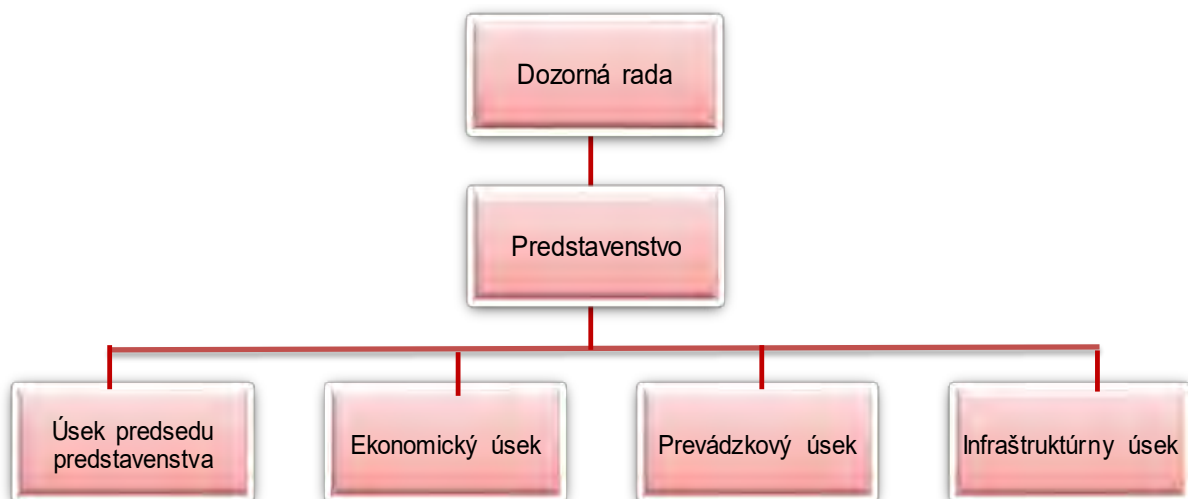 Dozorná rada
Predstavenstvo
Úsek predsedu
predstavenstva
Ekonomický úsek
Prevádzkový úsek
Infraštruktúrny úsek